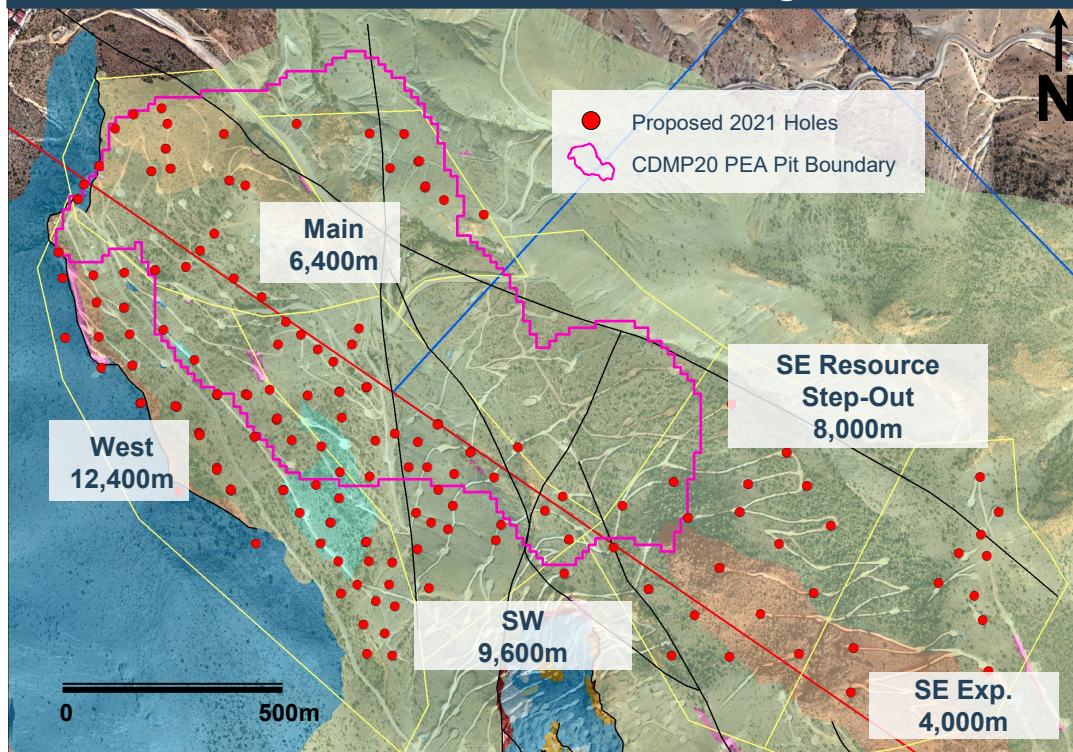 N
Proposed 2021 Holes
CDMP20 PEA Pit Boundary
Main
6,400m
SE Resource
Step-Out
8,000m
West
12,400m
SW
9,600m
SE Exp.
4,000m
0 500m